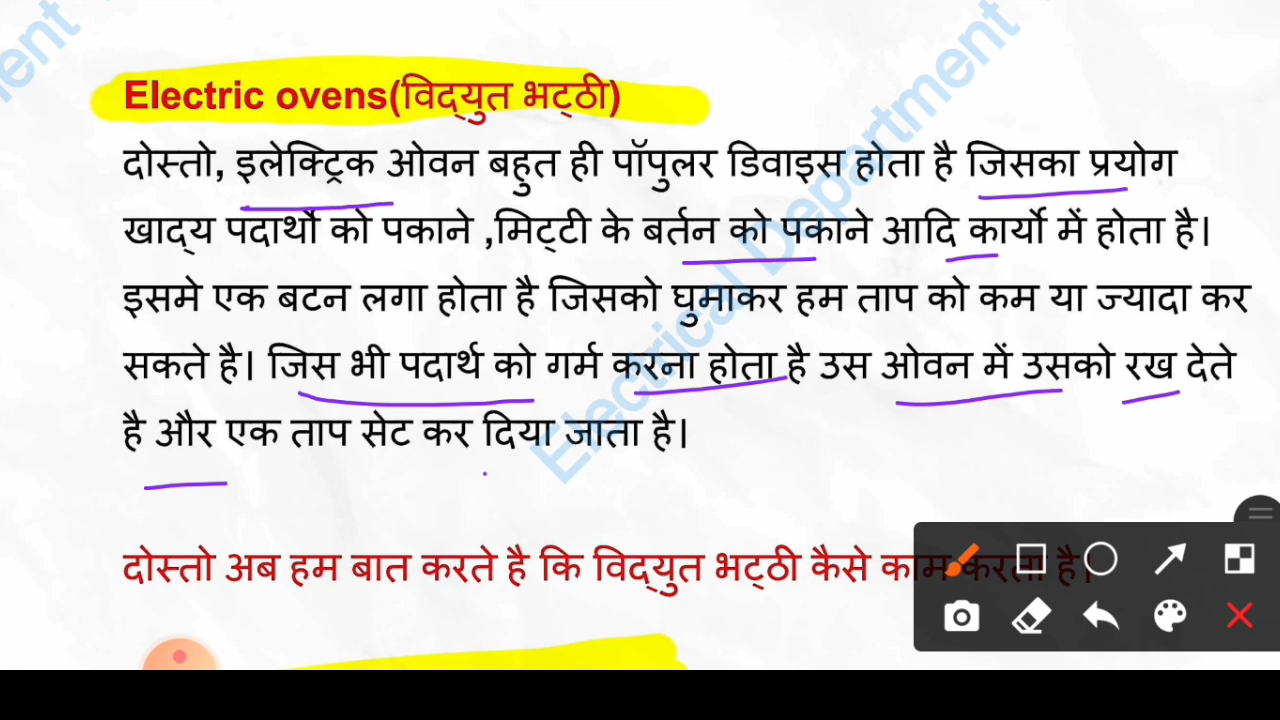 Electric ovens(विद्युत भट्ठी)
दोस्तो, इलेक्ट्रिक ओवन बहुत ही पॉपुलर डिवाइस होता है जिसका प्रयोग
खाद्य पदार्थो को पकाने ,मिट्टी के बर्तन को पकाने आदि कार्यो में होता है।
इसमे एक बटन लगा होता है जिसको घुमाकर हम ताप को कम या ज्यादा कर
सकते है। जिस भी पदार्थ को गर्म करना होता है उस ओवन में उसको रख देते
है और एक ताप सेट कर दिया जाता है।
दोस्तो अब हम बात करते है कि विद्युत भट्ठी कैसे काम करता है।
Electrical Department